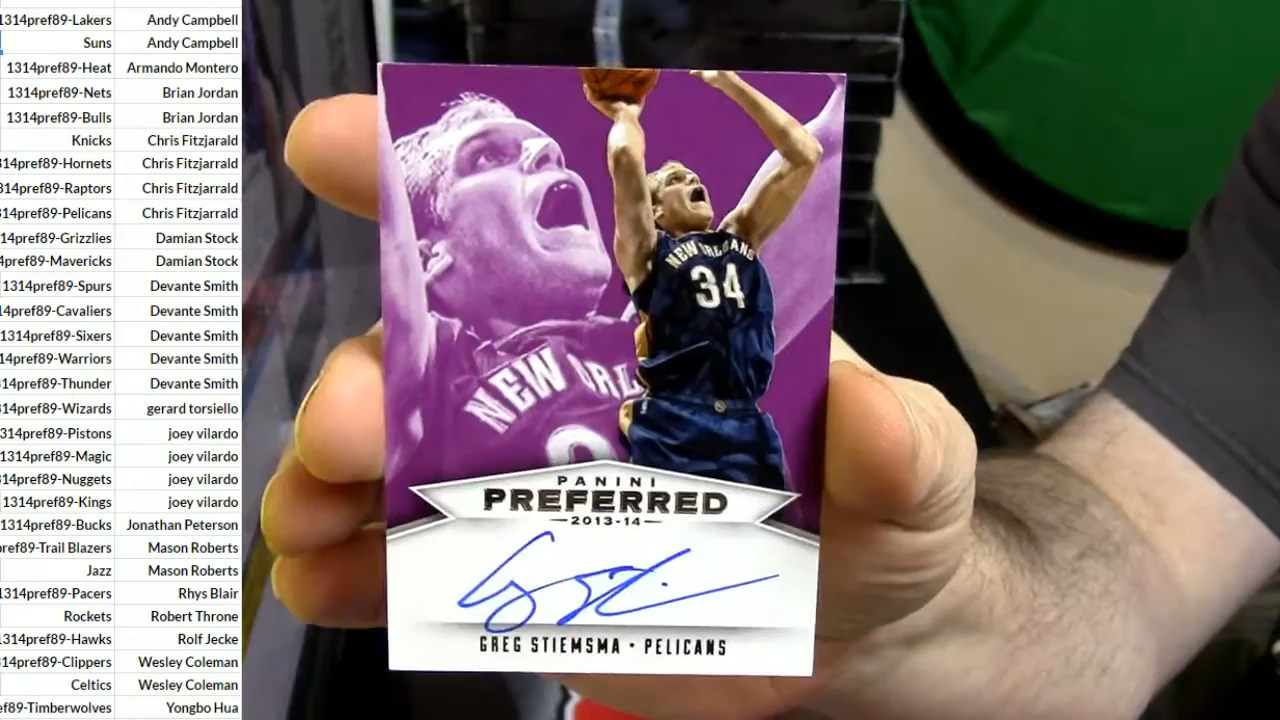 1314pref89-Lakers Andy Campbell
Suns Andy Campbell
1314pref89-Heat Armando Montero
1314pref89-Nets Brian Jordan
1314pref89-Bulls Brian Jordan
Knicks Chris Fitzjarald
314pref89-Hornets Chris Fitzjarrald
314pref89-Raptors Chris Fitzjarrald
314pref89-Pelicans Chris Fitzjarrald
14pref89-Grizzlies Damian Stock
4pref89-Mavericks Damian Stock
1314pref89-Spurs Devante Smith
14pref89-Cavaliers Devante Smith
1314pref89-Sixers Devante Smith
14pref89-Warriors Devante Smith
314pref89-Thunder Devante Smith
314pref89-Wizards gerard torsiello
314pref89-Pistons joey vilardo
1314pref89-Magic joey vilardo
314pref89-Nuggets joey vilardo
1314pref89-Kings joey vilardo
1314pref89-Bucks Jonathan Peterson
ref89-Trail Blazers Mason Roberts
Jazz Mason Roberts
314pref89-Pacers Rhys Blair
Rockets Robert Throne
1314pref89-Hawks Rolf Jecke
314pref89-Clippers Wesley Coleman
Celtics Wesley Coleman
ef89-Timberwolves Yongbo Hua
NEW ORLEANS
34
NEW ORL
PANINI
PREFERRED
2013-14
GREG STIEMSMA • PELICANS